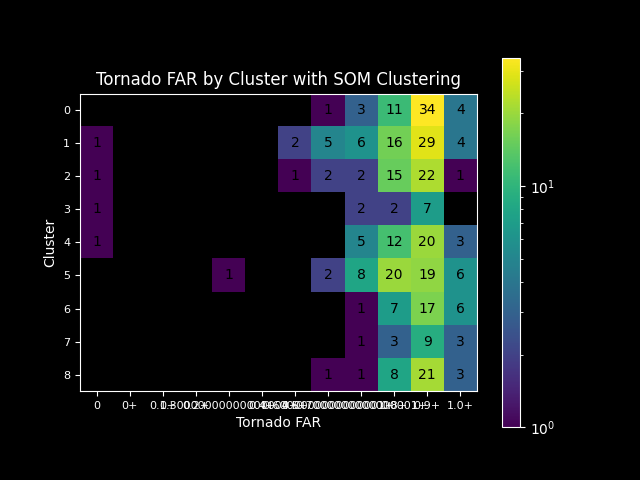 Tornado FAR by Cluster with SOM Clustering
0 1 3 11 34 4
1 1 2 5 6 16 29 4
2 1 1 2 2 15 22 1
3 1 2 2 7
Cluster
4 1 5 12 20 3
5 1 2 8 20 19 6
6 1 7 17 6
7 1 3 9 3
8 1 1 8 21 3
0 0+ 0.9+ 1.0+
Tornado FAR
10¹
10⁰